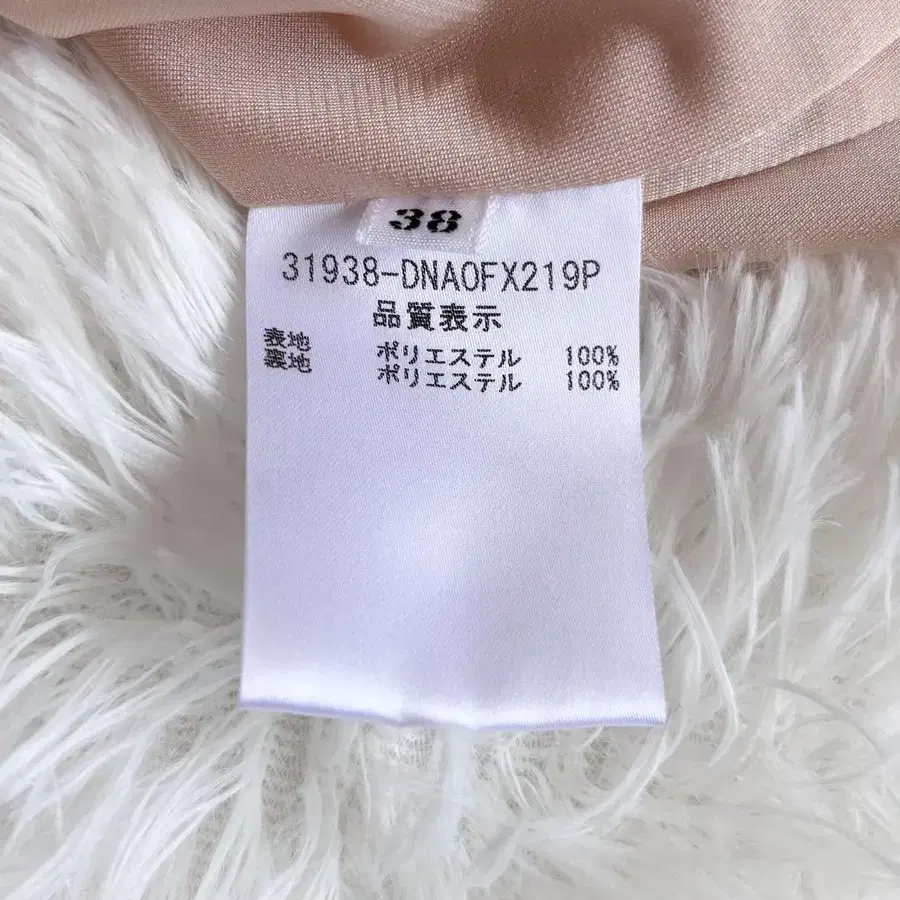 38
31938-DNA0FX219P
品質表示
表地 ポリエステル 100%
裏地 ポリエステル 100%